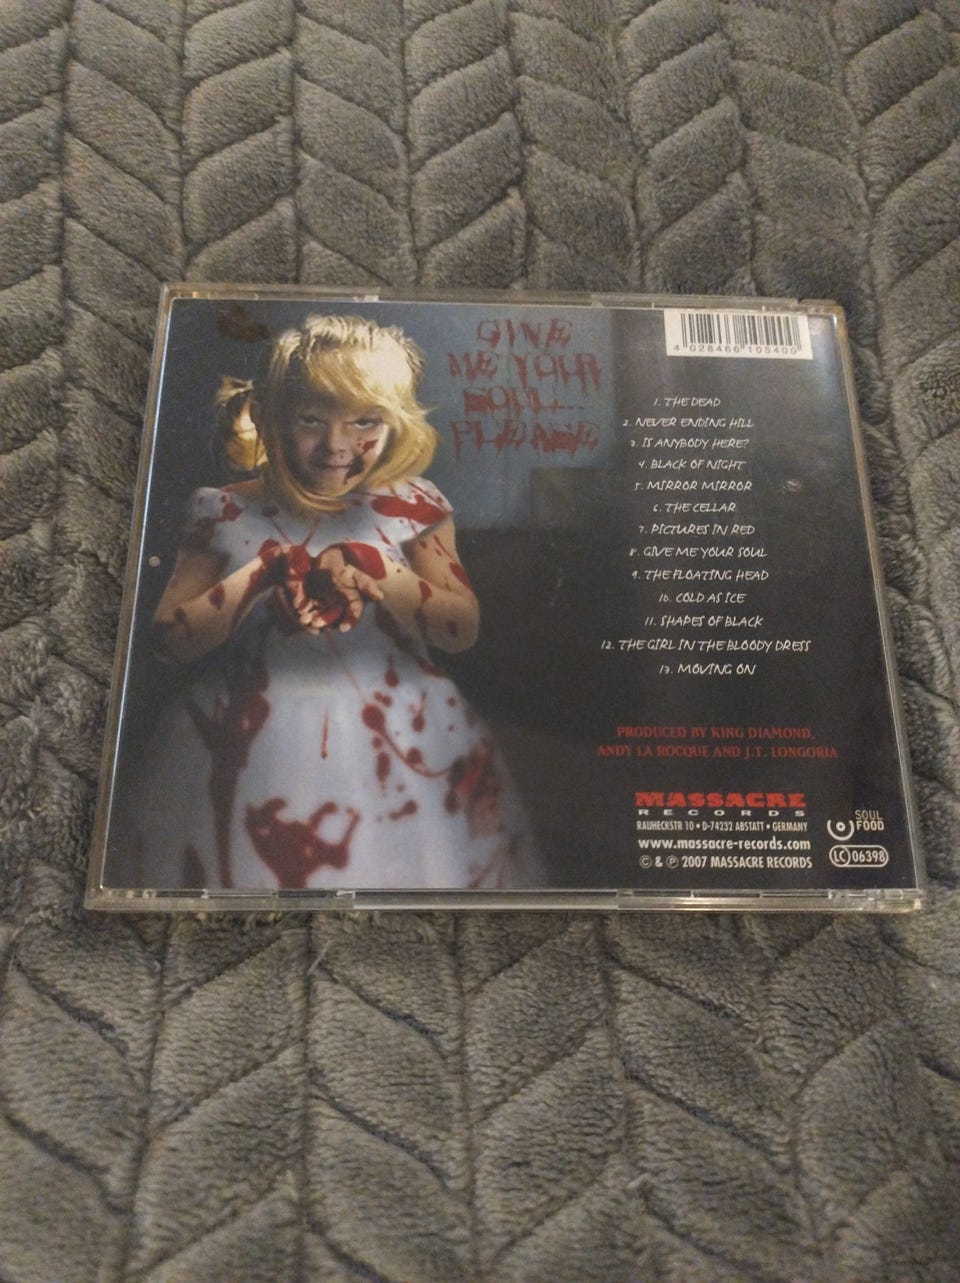 GIVE
ME YOUR
SOUL...
PLEASE
4 028466 105400
1. THE DEAD
2. NEVER ENDING HILL
3. IS ANYBODY HERE?
4. BLACK OF NIGHT
5. MIRROR MIRROR
6. THE CELLAR
7. PICTURES IN RED
8. GIVE ME YOUR SOUL
9. THE FLOATING HEAD
10. COLD AS ICE
11. SHAPES OF BLACK
12. THE GIRL IN THE BLOODY DRESS
13. MOVING ON
PRODUCED BY KING DIAMOND,
ANDY LA ROCQUE AND J.T. LONGORIA
MASSACRE
RECORDS
RAUHECKSTR 10 • D-74232 ABSTATT • GERMANY
www.massacre-records.com
© & ℗ 2007 MASSACRE RECORDS
SOUL
FOOD
LC 06398